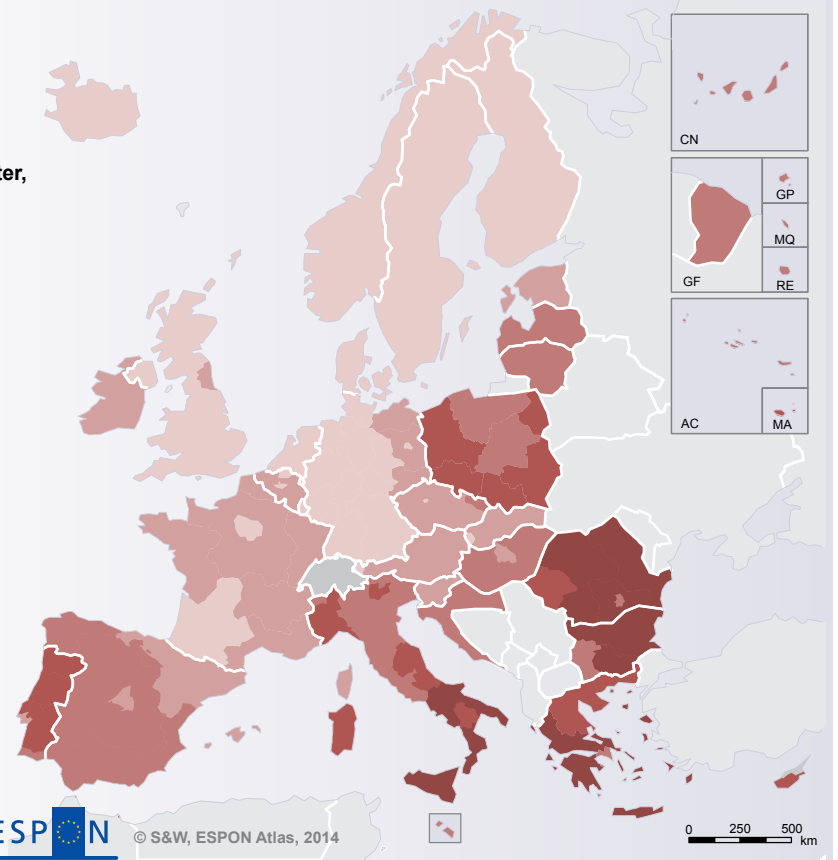 ter,
CN
GP
MQ
GF
RE
AC
MA
ESPON
© S&W, ESPON Atlas, 2014
0 250 500
km